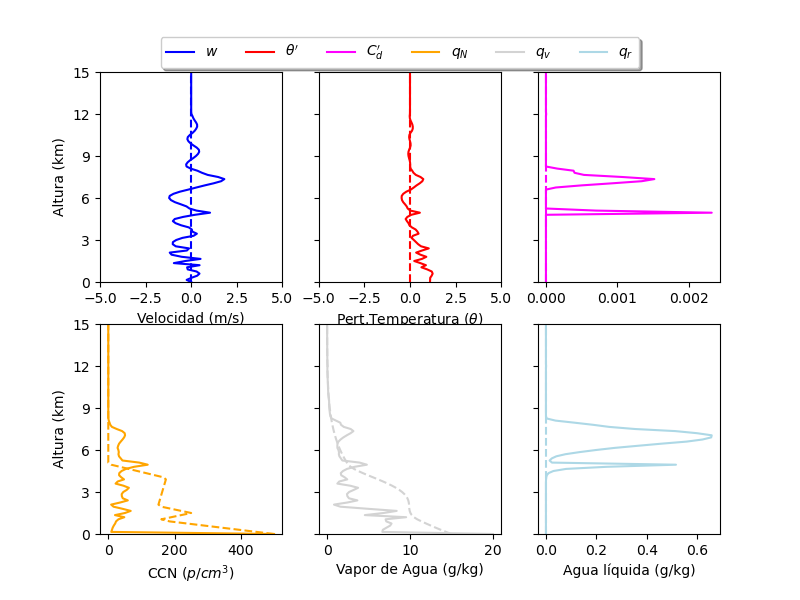 w θ′ C′d qN qv qr
15
12
9
6
3
0
Altura (km)
−5.0 −2.5 0.0 2.5 5.0
Velocidad (m/s)
−5.0 −2.5 0.0 2.5 5.0
Pert.Temperatura (θ)
0.000 0.001 0.002
15
12
9
6
3
0
Altura (km)
0 200 400
CCN (p/cm³)
0 10 20
Vapor de Agua (g/kg)
0.0 0.2 0.4 0.6
Agua líquida (g/kg)